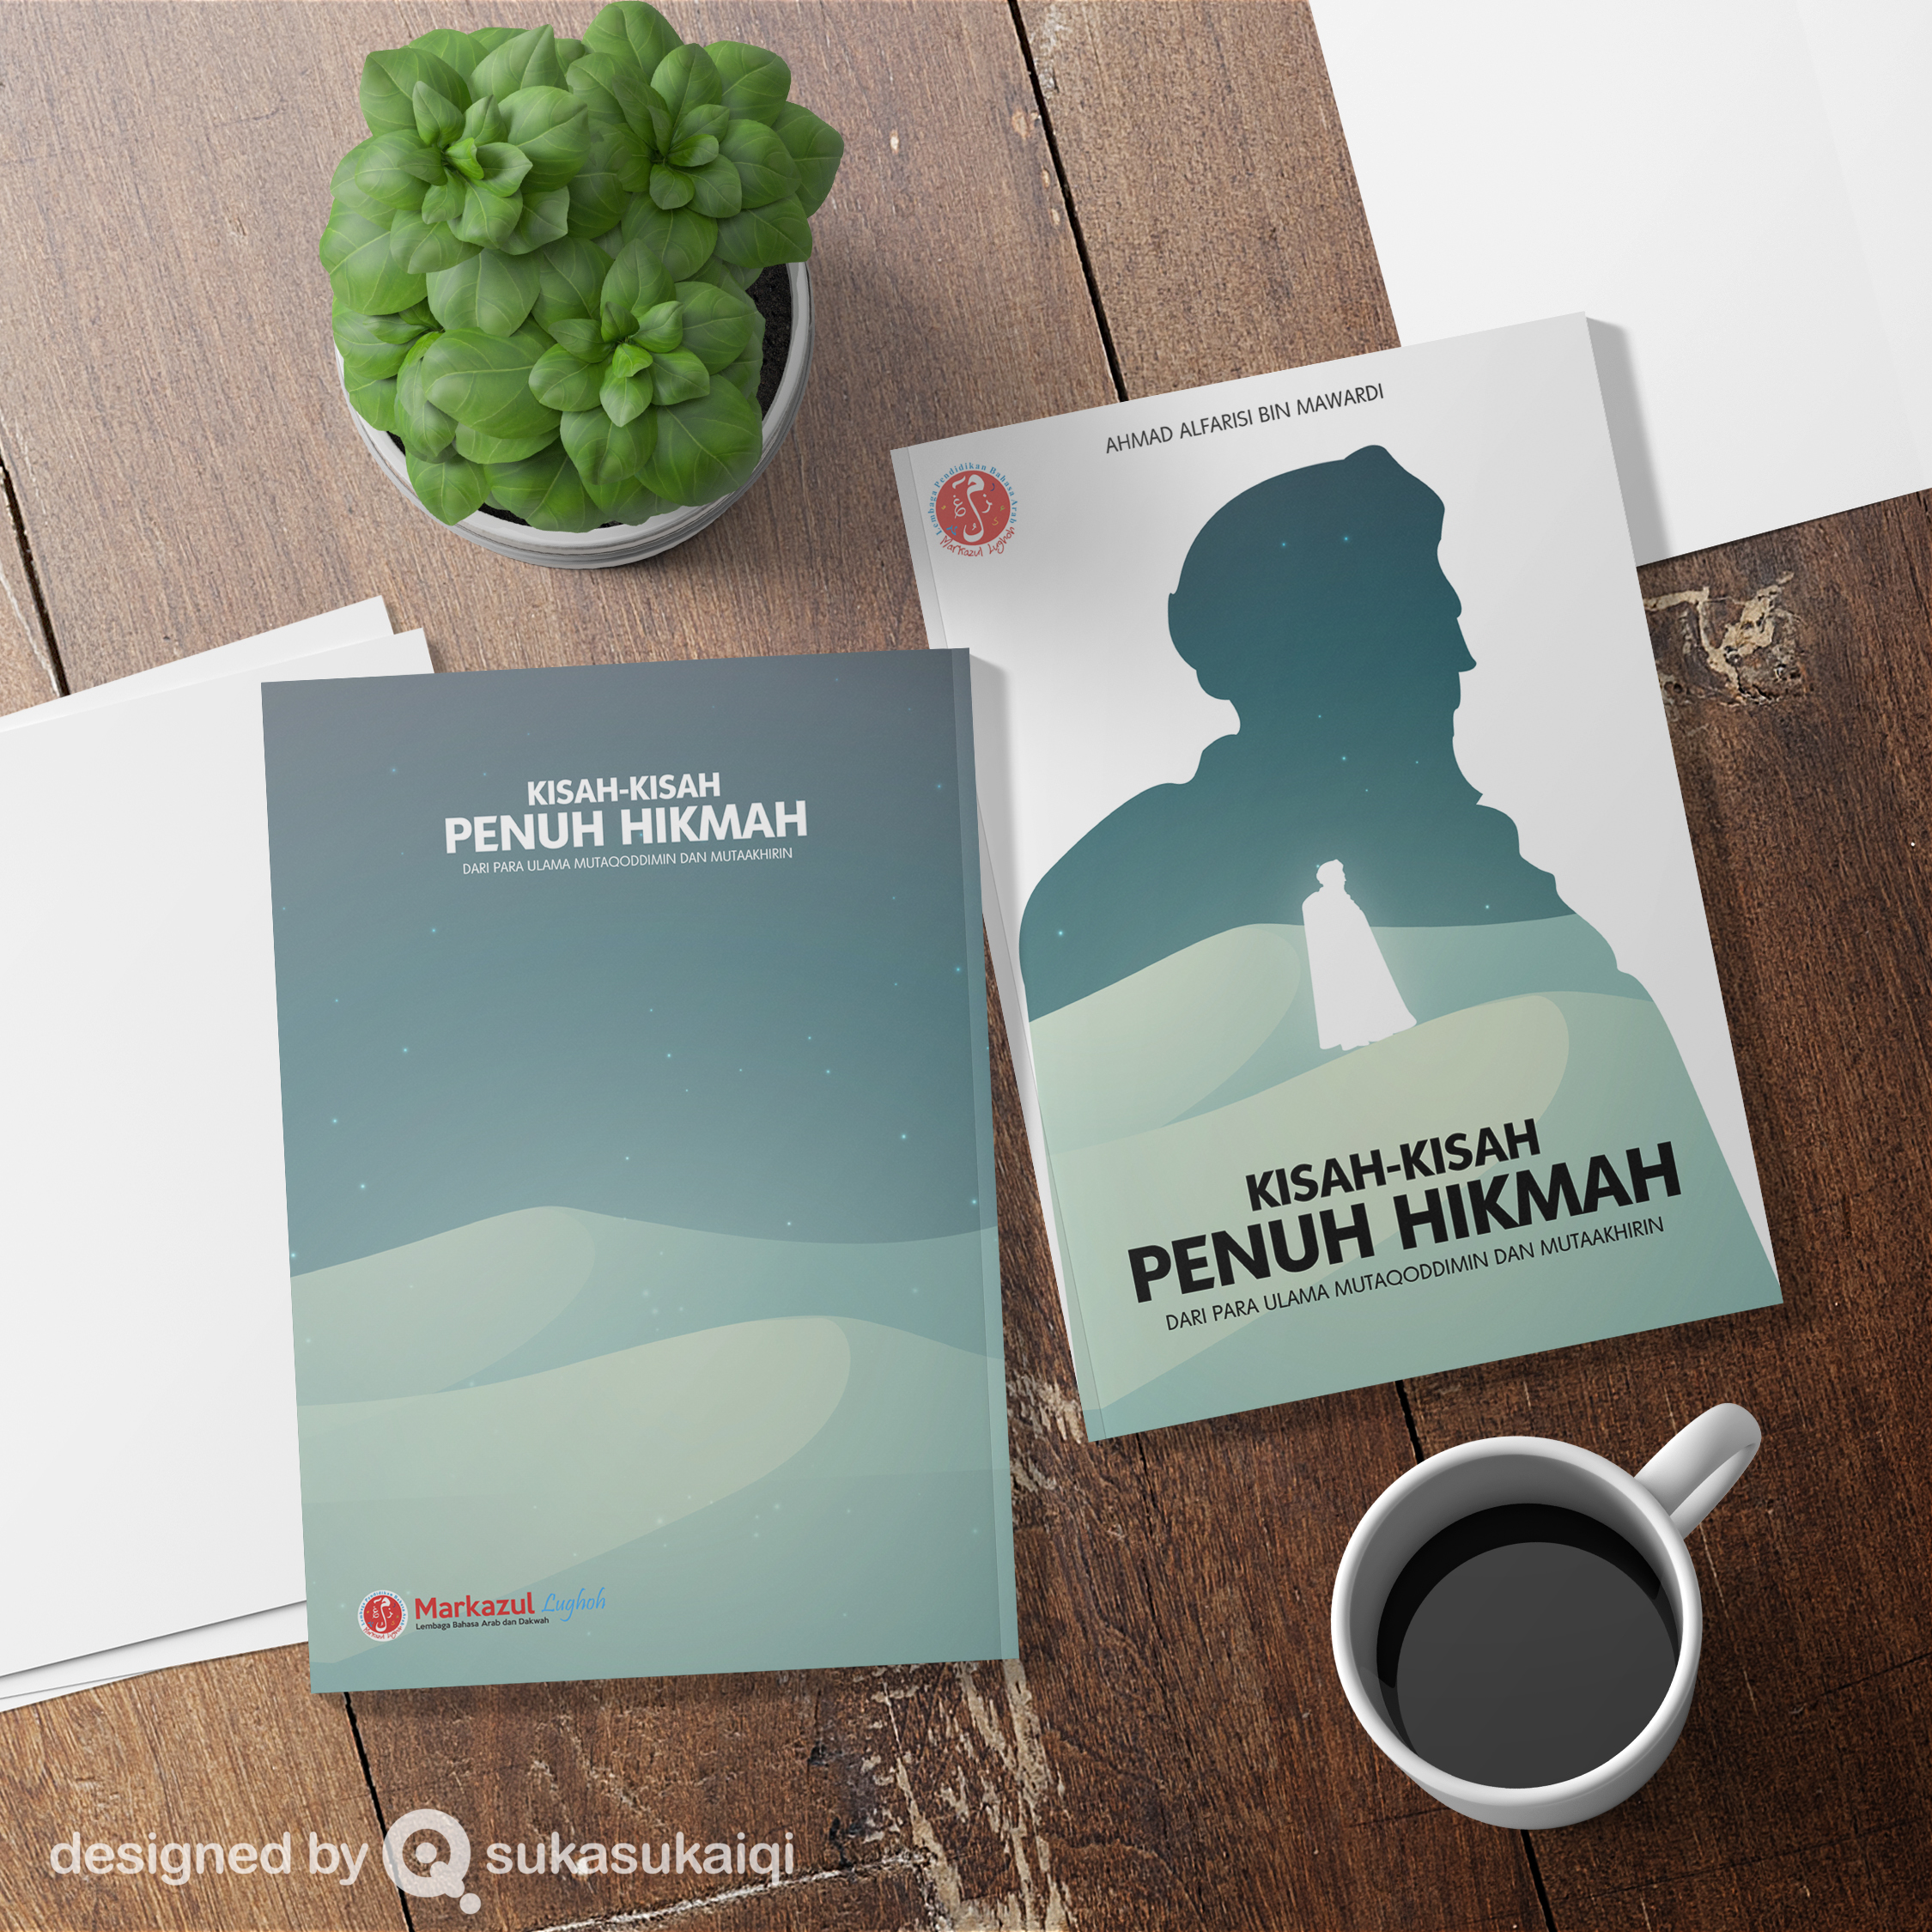 AHMAD ALFARISI BIN MAWARDI
Lembaga Pendidikan Bahasa Arab
Markazul Lughoh
KISAH-KISAH
PENUH HIKMAH
DARI PARA ULAMA MUTAQODDIMIN DAN MUTAAKHIRIN
KISAH-KISAH
PENUH HIKMAH
DARI PARA ULAMA MUTAQODDIMIN DAN MUTAAKHIRIN
Markazul Lughoh
Lembaga Bahasa Arab dan Dakwah
designed by sukasukaiqi